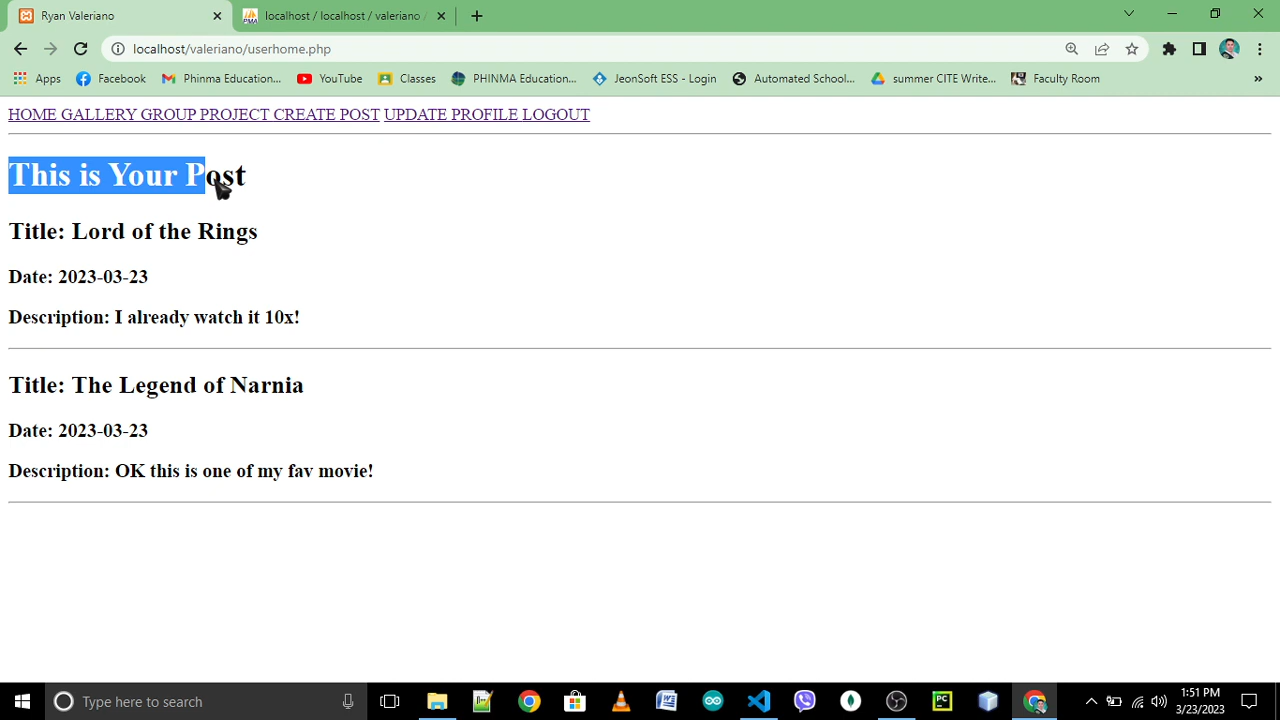 Ryan Valeriano
localhost / localhost / valeriano /
localhost/valeriano/userhome.php
Apps Facebook Gmail YouTube Classes PHINMA Education... JeonSoft ESS - Login Automated School... summer CITE Write... Faculty Room
HOME GALLERY GROUP PROJECT CREATE POST UPDATE PROFILE LOGOUT
This is Your Post
Title: Lord of the Rings
Date: 2023-03-23
Description: I already watch it 10x!
Title: The Legend of Narnia
Date: 2023-03-23
Description: OK this is one of my fav movie!
Type here to search
1:51 PM
3/23/2023